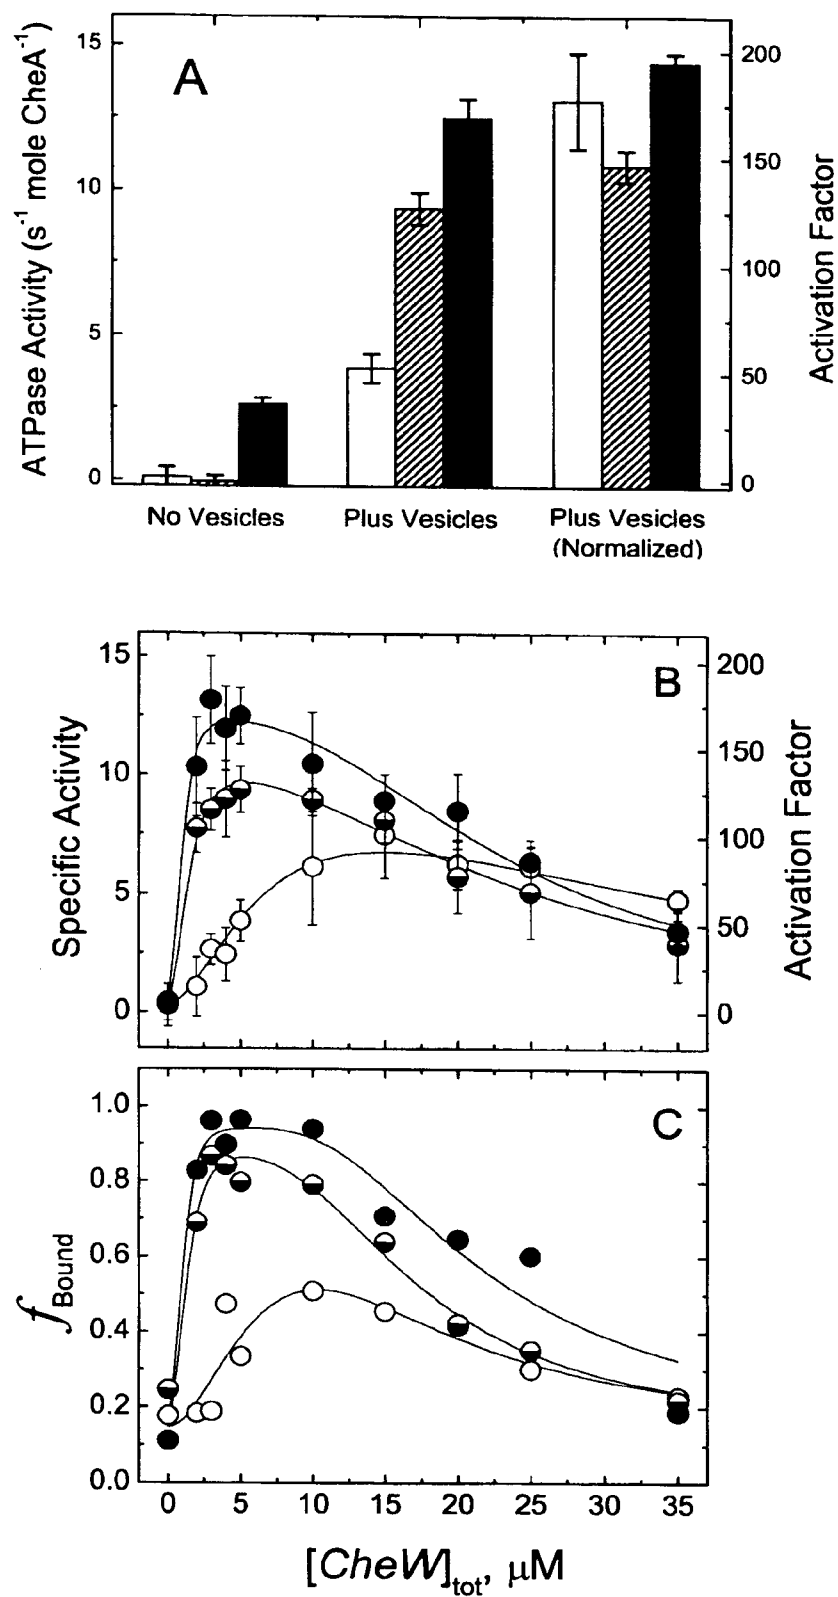 A
ATPase Activity (s⁻¹ mole CheA⁻¹)
15
10
5
0
200
150
100
50
0
Activation Factor
No Vesicles
Plus Vesicles
Plus Vesicles
(Normalized)
B
Specific Activity
15
10
5
0
200
150
100
50
0
Activation Factor
C
fBound
1.0
0.8
0.6
0.4
0.2
0.0
0 5 10 15 20 25 30 35
[CheW]tot, μM